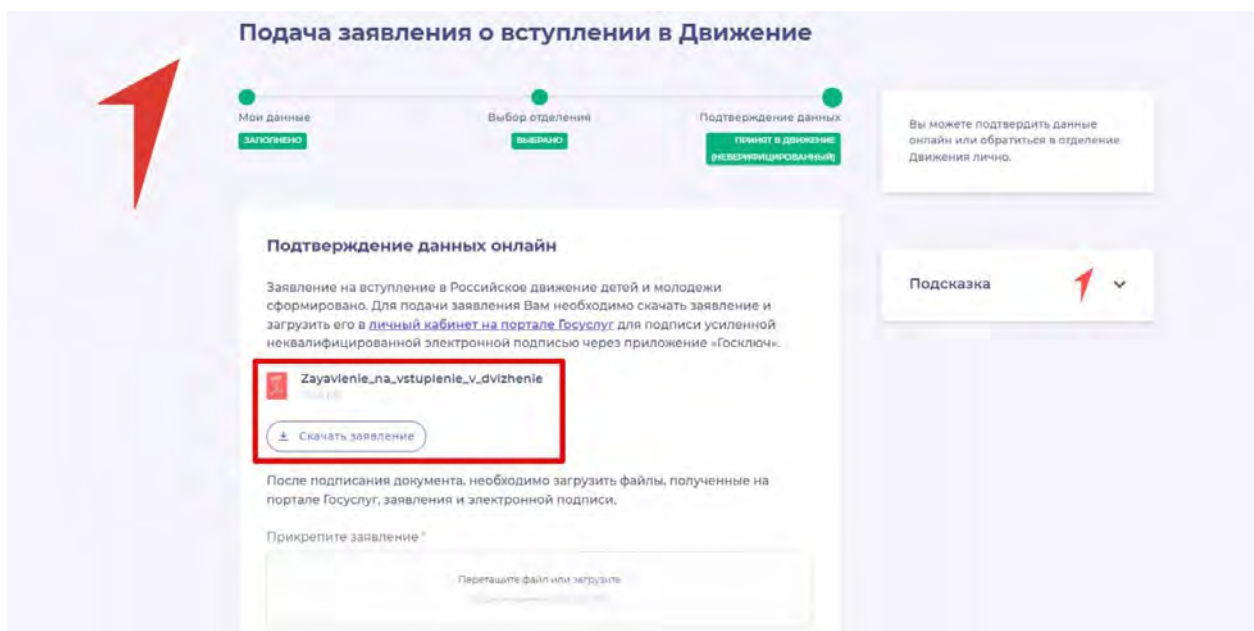 Подача заявления о вступлении в Движение
Мои данные
Выбор отделения
Подтверждение данных
ЗАПОЛНЕНО
ВЫБРАНО
ПРИНЯТ В ДВИЖЕНИЕ
(НЕВЕРИФИЦИРОВАННЫЙ)
Вы можете подтвердить данные
онлайн или обратиться в отделение
Движения лично.
Подтверждение данных онлайн
Заявление на вступление в Российское движение детей и молодежи
сформировано. Для подачи заявления Вам необходимо скачать заявление и
загрузить его в личный кабинет на портале Госуслуг для подписи усиленной
неквалифицированной электронной подписью через приложение «Госключ».
Подсказка
Zayavlenie_na_vstuplenie_v_dvizhenie
Скачать заявление
После подписания документа, необходимо загрузить файлы, полученные на
портале Госуслуг, заявления и электронной подписи.
Прикрепите заявление*
Перетащите файл или загрузите